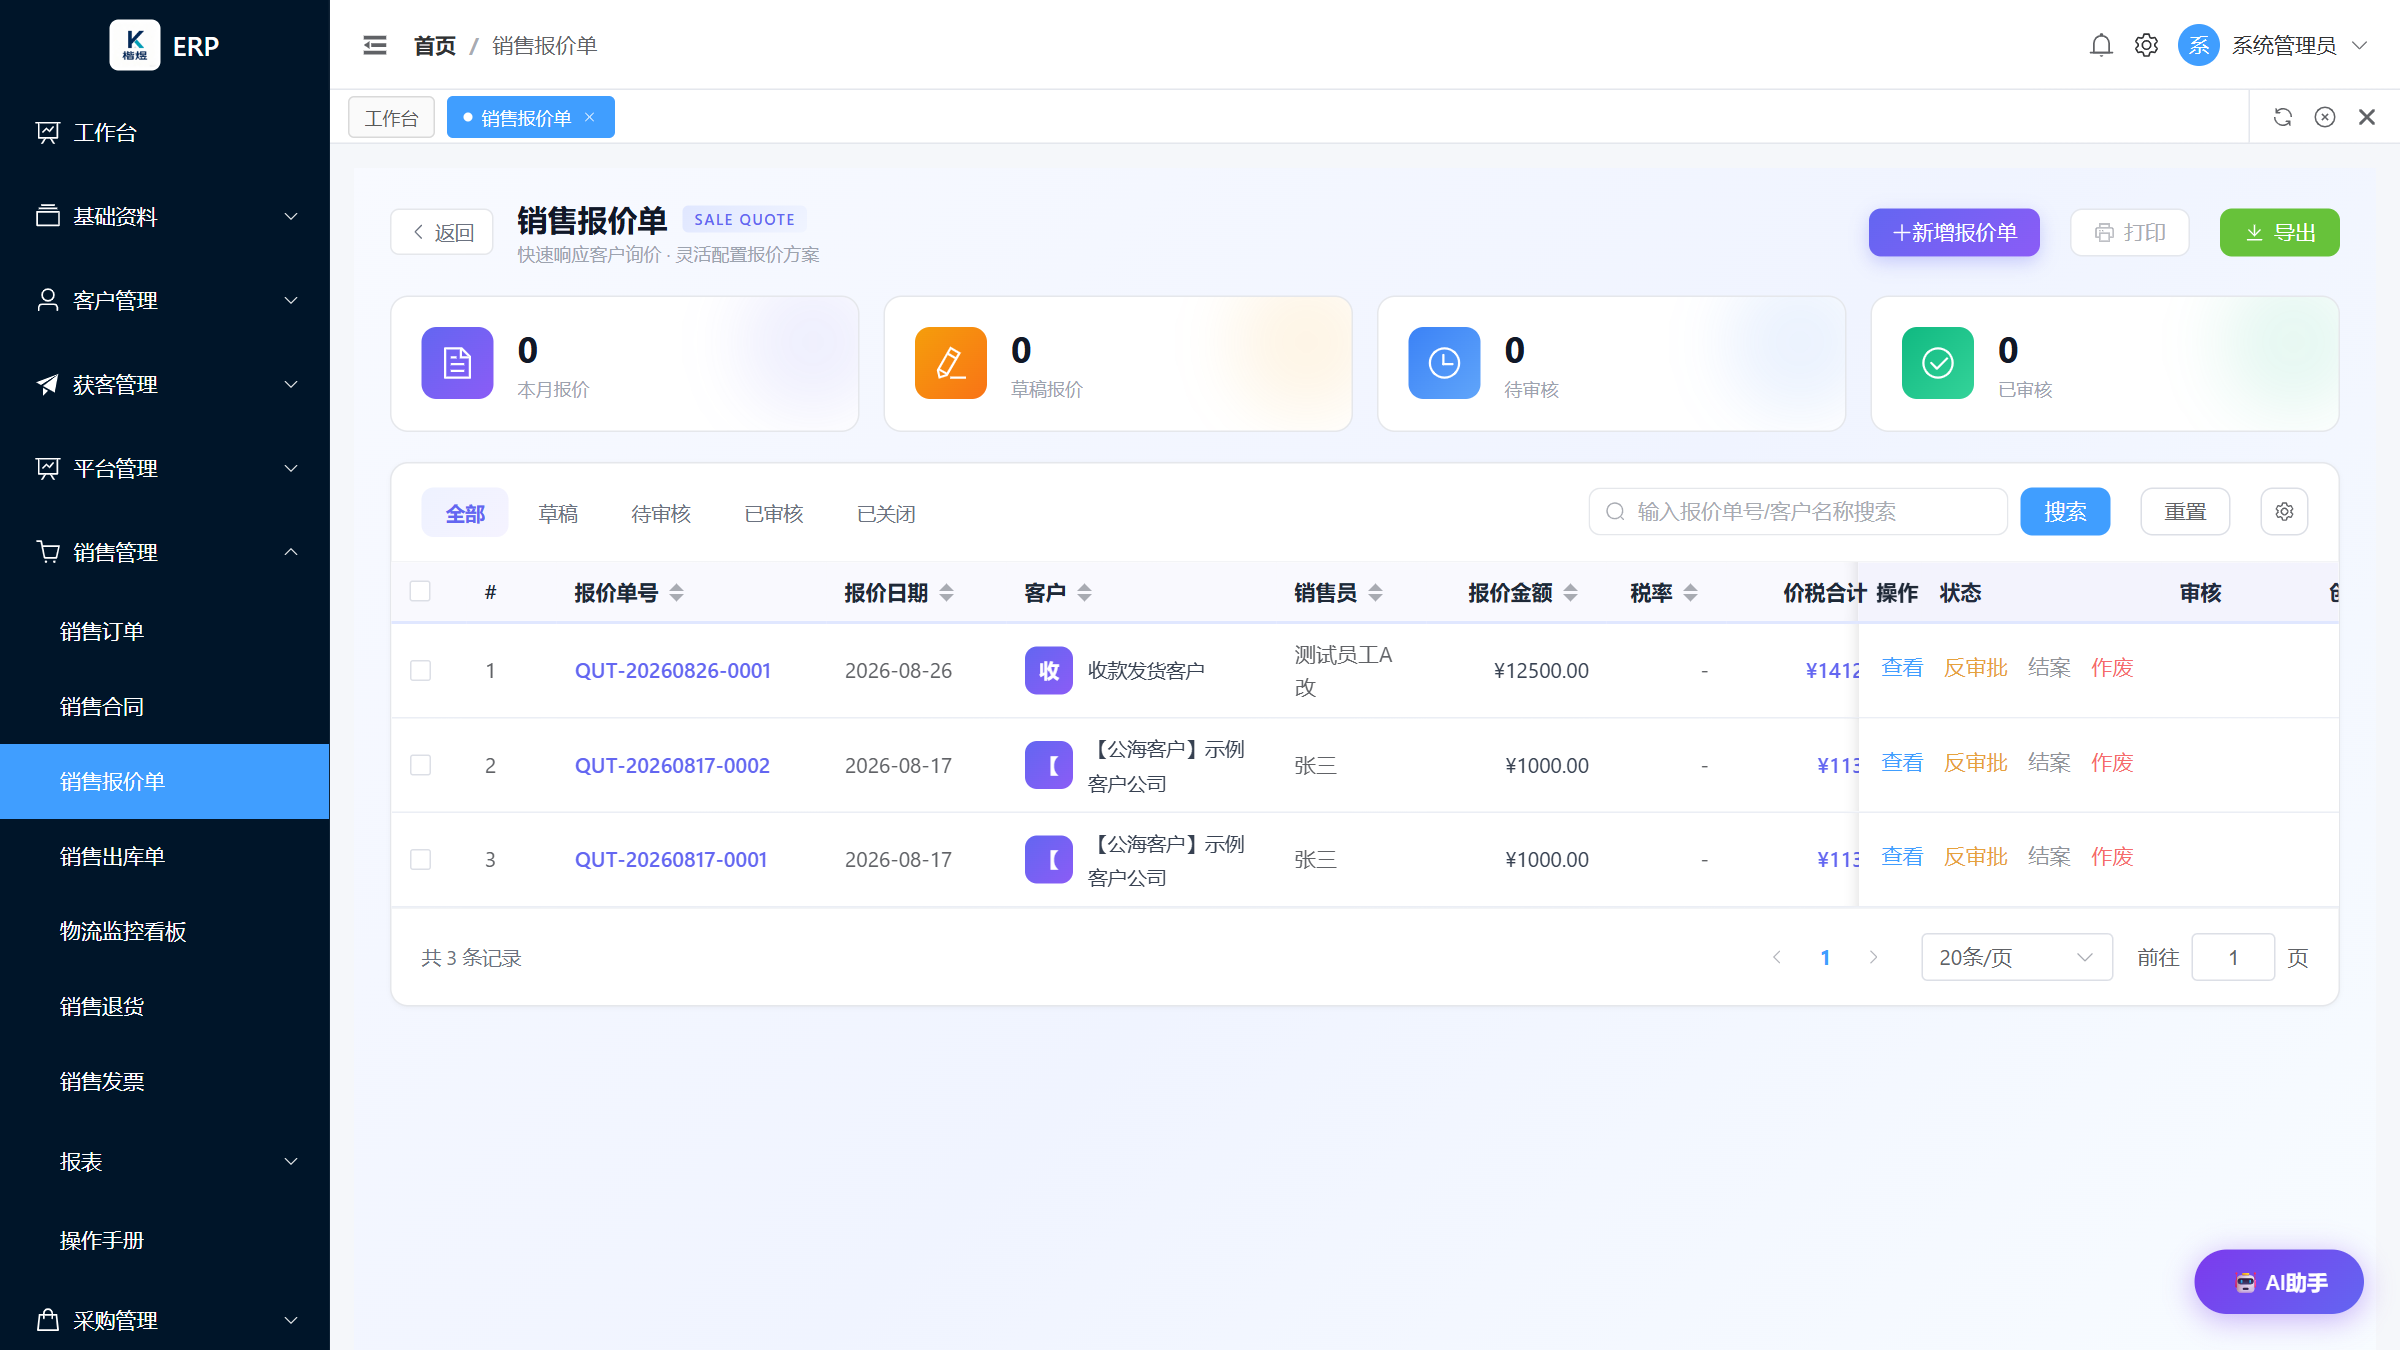 K
楷煜
ERP
工作台
基础资料
客户管理
获客管理
平台管理
销售管理
销售订单
销售合同
销售报价单
销售出库单
物流监控看板
销售退货
销售发票
报表
操作手册
采购管理
首页 / 销售报价单
系 系统管理员
工作台
销售报价单
返回
销售报价单 SALE QUOTE
快速响应客户询价 · 灵活配置报价方案
+新增报价单
打印
导出
0
本月报价
0
草稿报价
0
待审核
0
已审核
全部 草稿 待审核 已审核 已关闭
输入报价单号/客户名称搜索
搜索
重置
# 报价单号 报价日期 客户 销售员 报价金额 税率 价税合计 操作 状态 审核
1 QUT-20260826-0001 2026-08-26 收 收款发货客户 测试员工A改 ¥12500.00 - ¥1412 查看 反审批 结案 作废
2 QUT-20260817-0002 2026-08-17 【 【公海客户】示例客户公司 张三 ¥1000.00 - ¥113 查看 反审批 结案 作废
3 QUT-20260817-0001 2026-08-17 【 【公海客户】示例客户公司 张三 ¥1000.00 - ¥113 查看 反审批 结案 作废
共 3 条记录
1
20条/页
前往 1 页
AI助手